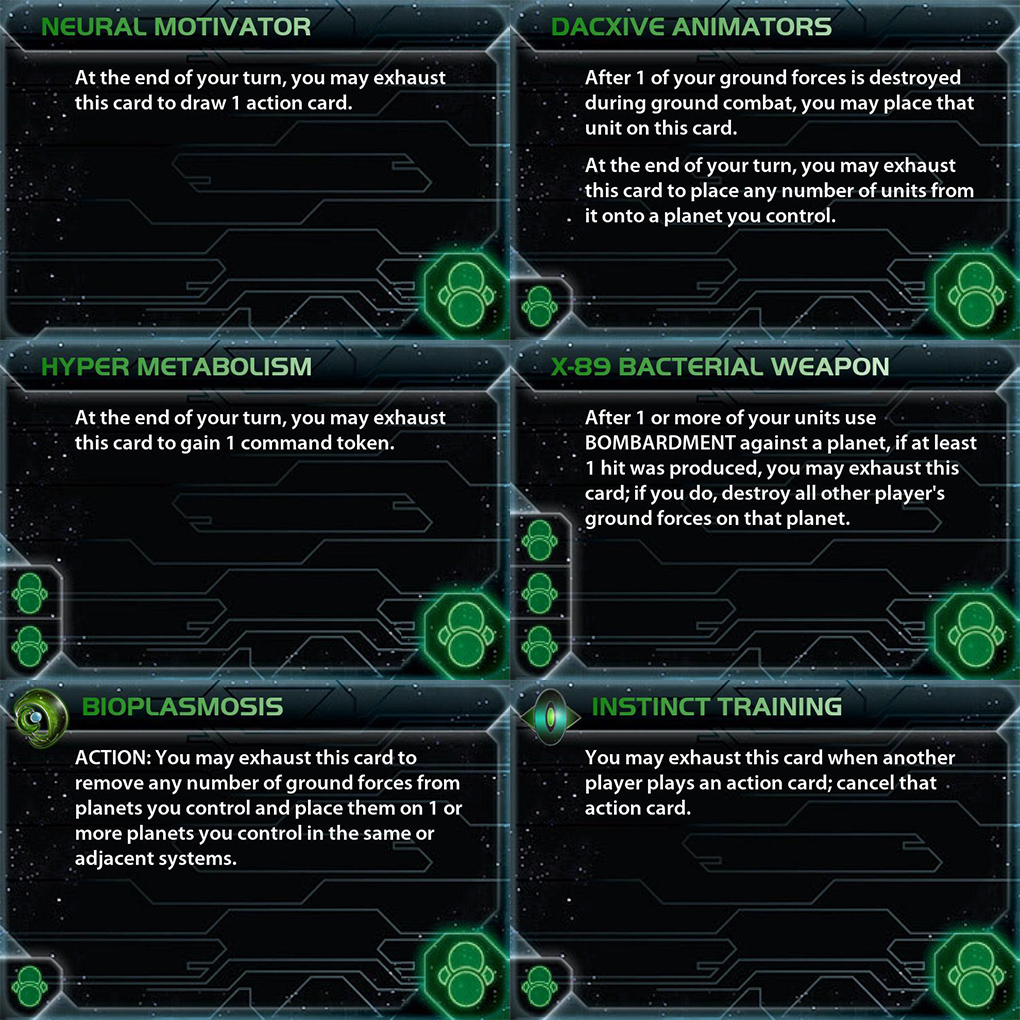 NEURAL MOTIVATOR
At the end of your turn, you may exhaust
this card to draw 1 action card.
DACXIVE ANIMATORS
After 1 of your ground forces is destroyed
during ground combat, you may place that
unit on this card.
At the end of your turn, you may exhaust
this card to place any number of units from
it onto a planet you control.
HYPER METABOLISM
At the end of your turn, you may exhaust
this card to gain 1 command token.
X-89 BACTERIAL WEAPON
After 1 or more of your units use
BOMBARDMENT against a planet, if at least
1 hit was produced, you may exhaust this
card; if you do, destroy all other player's
ground forces on that planet.
BIOPLASMOSIS
ACTION: You may exhaust this card to
remove any number of ground forces from
planets you control and place them on 1 or
more planets you control in the same or
adjacent systems.
INSTINCT TRAINING
You may exhaust this card when another
player plays an action card; cancel that
action card.